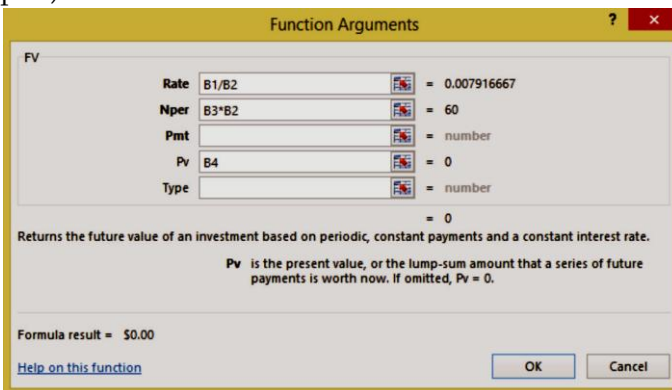 Function Arguments ? ×
FV
Rate B1/B2 = 0.007916667
Nper B3*B2 = 60
Pmt = number
Pv B4 = 0
Type = number
= 0
Returns the future value of an investment based on periodic, constant payments and a constant interest rate.
Pv is the present value, or the lump-sum amount that a series of future
payments is worth now. If omitted, Pv = 0.
Formula result = $0.00
Help on this function OK Cancel